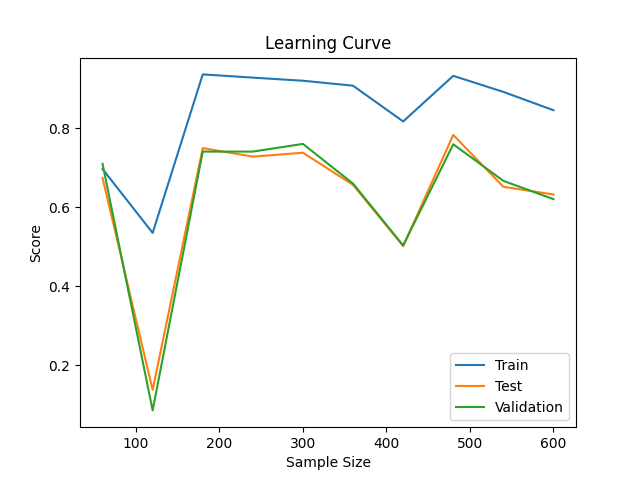 Learning Curve
Score
0.8
0.6
0.4
0.2
100 200 300 400 500 600
Sample Size
Train
Test
Validation